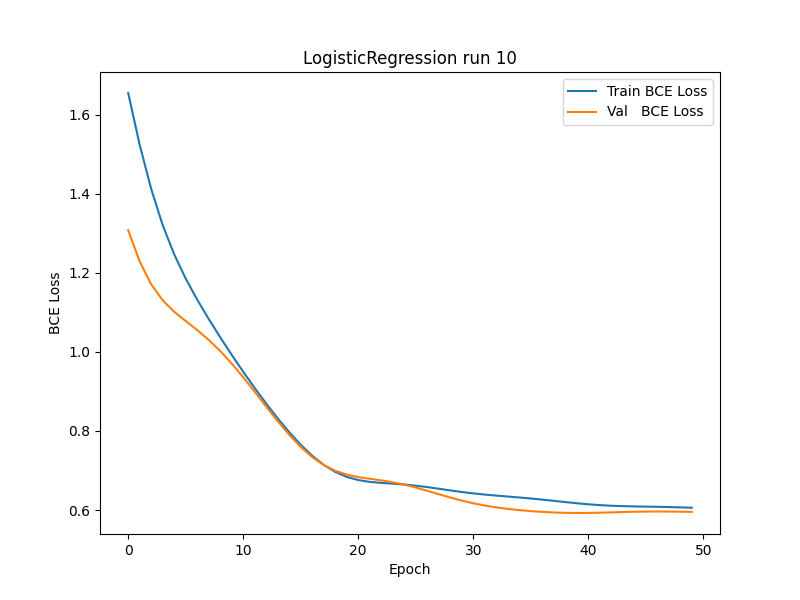 LogisticRegression run 10
Train BCE Loss
Val   BCE Loss
BCE Loss
1.6
1.4
1.2
1.0
0.8
0.6
0 10 20 30 40 50
Epoch